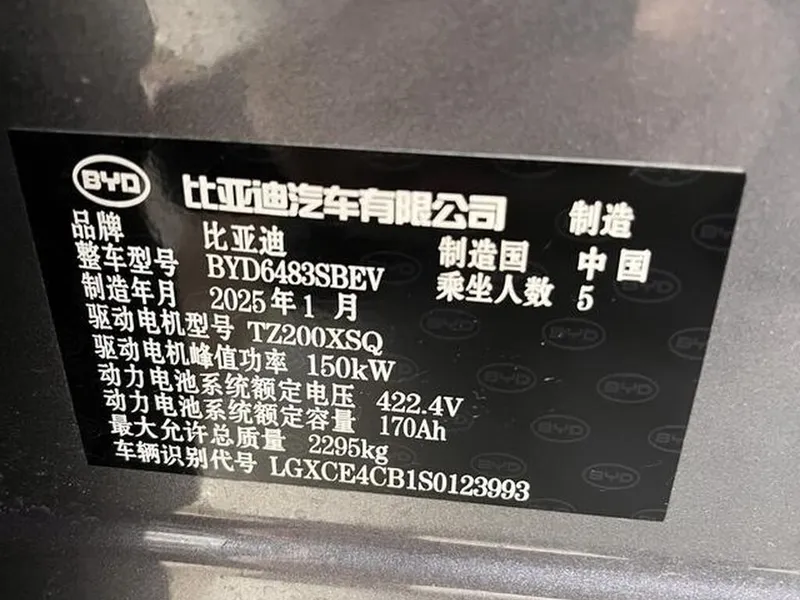 BYD 比亚迪汽车有限公司 制造
品牌 比亚迪 制造国 中国
整车型号 BYD6483SBEV 乘坐人数 5
制造年月 2025年1月
驱动电机型号 TZ200XSQ
驱动电机峰值功率 150kW
动力电池系统额定电压 422.4V
动力电池系统额定容量 170Ah
最大允许总质量 2295kg
车辆识别代号 LGXCE4CB1S0123993